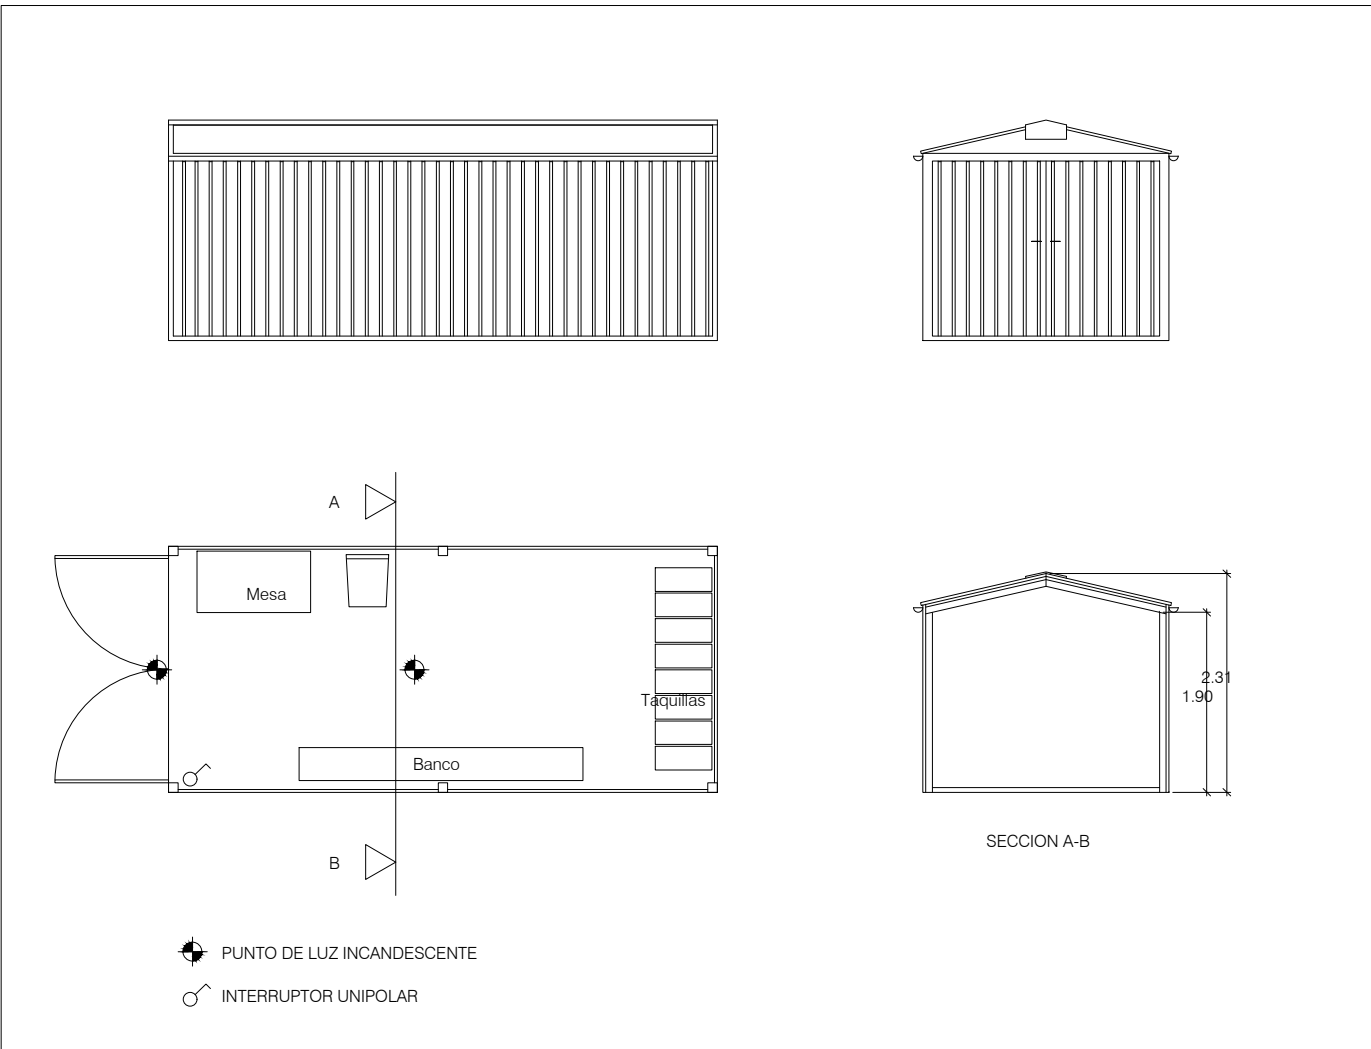 A
Mesa
2.31
1.90
Taquillas
Banco
SECCION A-B
B
PUNTO DE LUZ INCANDESCENTE
INTERRUPTOR UNIPOLAR